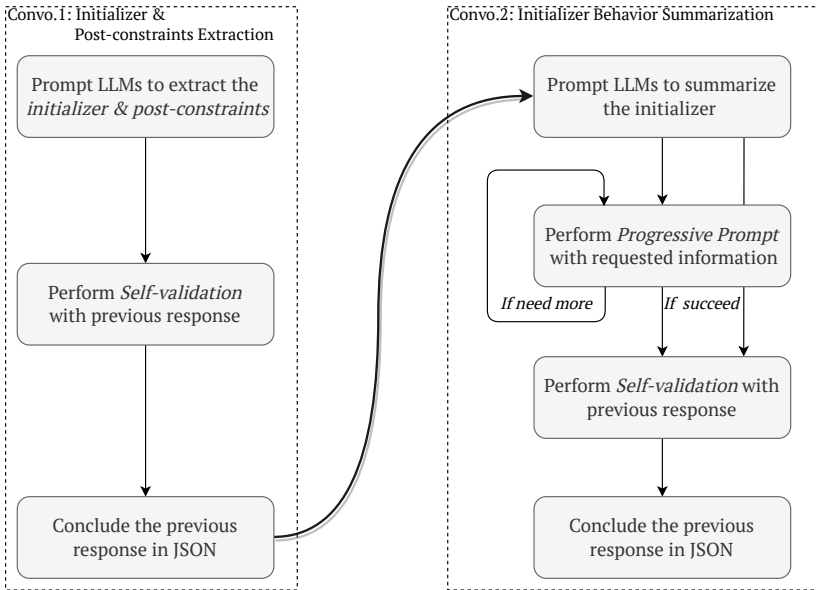 Convo.1: Initializer &
Post-constraints Extraction
Prompt LLMs to extract the
initializer & post-constraints
Perform Self-validation
with previous response
Conclude the previous
response in JSON
Convo.2: Initializer Behavior Summarization
Prompt LLMs to summarize
the initializer
Perform Progressive Prompt
with requested information
If need more
If succeed
Perform Self-validation with
previous response
Conclude the previous
response in JSON